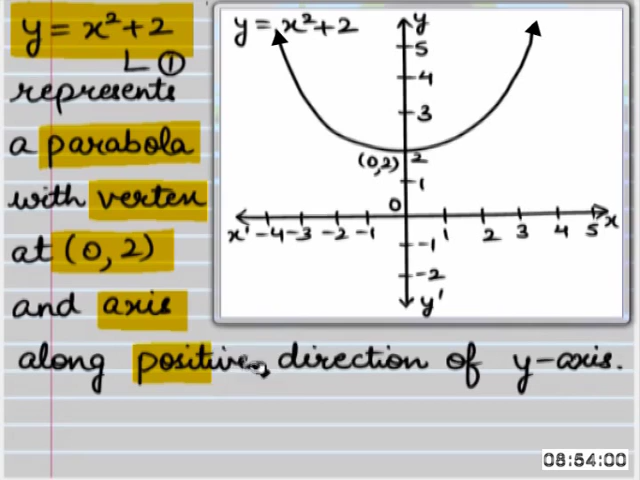 y = x² + 2
L ①
represents
a parabola
with vertex
at (0, 2)
and axis
along positive, direction of y-axis.
y = x² + 2
y
5
4
3
(0,2) 2
1
0
x' -4 -3 -2 -1 1 2 3 4 5 x
-1
-2
y'
08:54:00